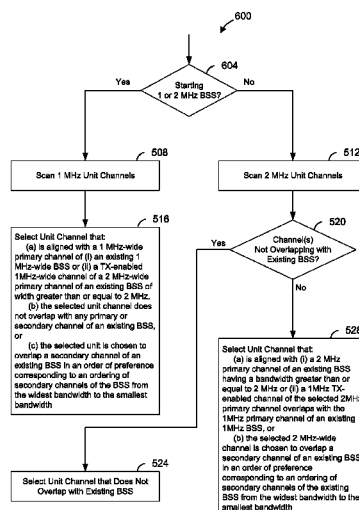 600
604
Yes
Starting
1 or 2 MHz BSS?
No
508
Scan 1 MHz Unit Channels
512
Scan 2 MHz Unit Channels
516
Select Unit Channel that:
(a) is aligned with a 1 MHz-wide
primary channel of (i) an existing 1
MHz-wide BSS or (ii) a TX-enabled
1MHz-wide channel of a 2 MHz-wide
primary channel of an existing BSS of
width greater than or equal to 2 MHz,
(b) the selected unit channel does
not overlap with any primary or
secondary channel of an existing BSS,
or
(c) the selected unit is chosen to
overlap a secondary channel of an
existing BSS in an order of preference
corresponding to an ordering of
secondary channels of the BSS from
the widest bandwidth to the smallest
bandwidth
520
Yes
Channel(s)
Not Overlapping with
Existing BSS?
No
528
Select Unit Channel that:
(a) is aligned with (i) a 2 MHz
primary channel of an existing BSS
having a bandwidth greater than or
equal to 2 MHz or (ii) a 1MHz TX-
enabled channel of the selected 2MHz
primary channel overlaps with the
1MHz primary channel of an existing
1MHz BSS, or
(b) the selected 2 MHz-wide
channel is chosen to overlap a
secondary channel of an existing BSS
in an order of preference
corresponding to an ordering of
secondary channels of the existing
BSS from the widest bandwidth to the
smallest bandwidth
524
Select Unit Channel that Does Not
Overlap with Existing BSS